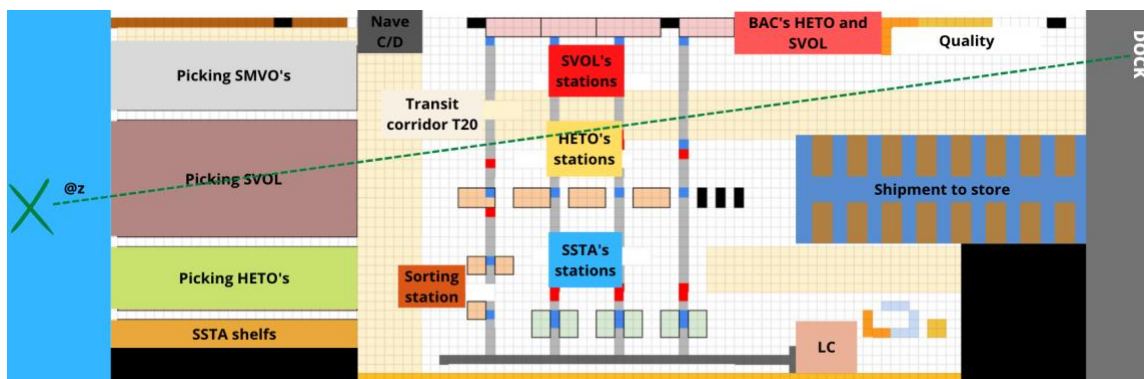 Nave
C/D
BAC's HETO and
SVOL
Quality
DOCK
Picking SMVO's
SVOL's
stations
Transit
corridor T20
HETO's
stations
@z
Picking SVOL
Shipment to store
SSTA's
stations
Picking HETO's
Sorting
station
SSTA shelfs
LC